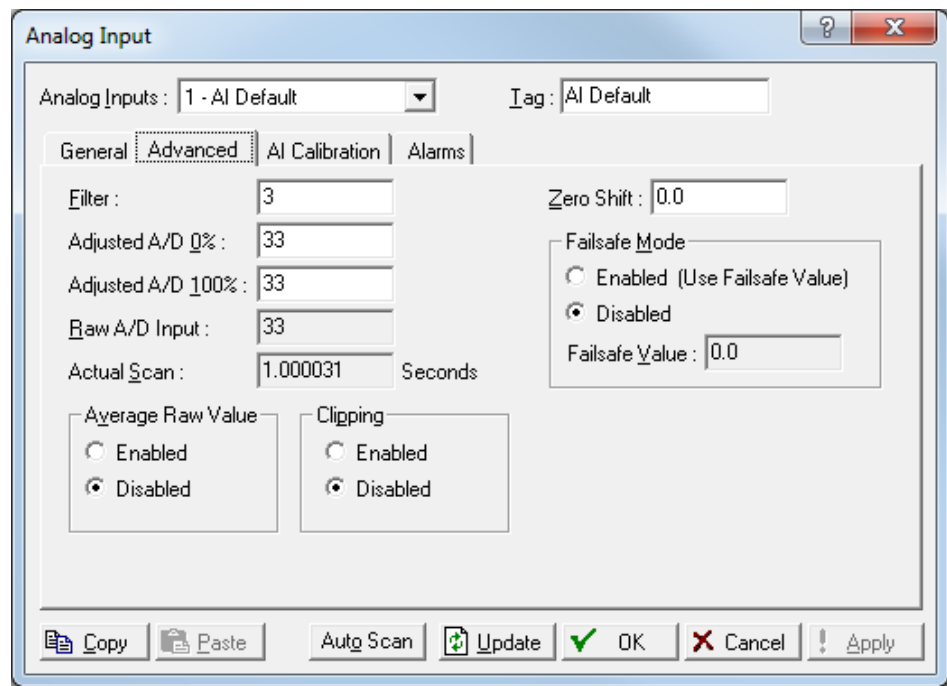 Analog Input
Analog Inputs : 1 - AI Default Tag : AI Default
General Advanced AI Calibration Alarms
Filter : 3 Zero Shift : 0.0
Adjusted A/D 0% : 33
Adjusted A/D 100% : 33
Raw A/D Input : 33
Actual Scan : 1.000031 Seconds
Failsafe Mode
Enabled (Use Failsafe Value)
Disabled
Failsafe Value : 0.0
Average Raw Value
Enabled
Disabled
Clipping
Enabled
Disabled
Copy Paste Auto Scan Update OK Cancel Apply